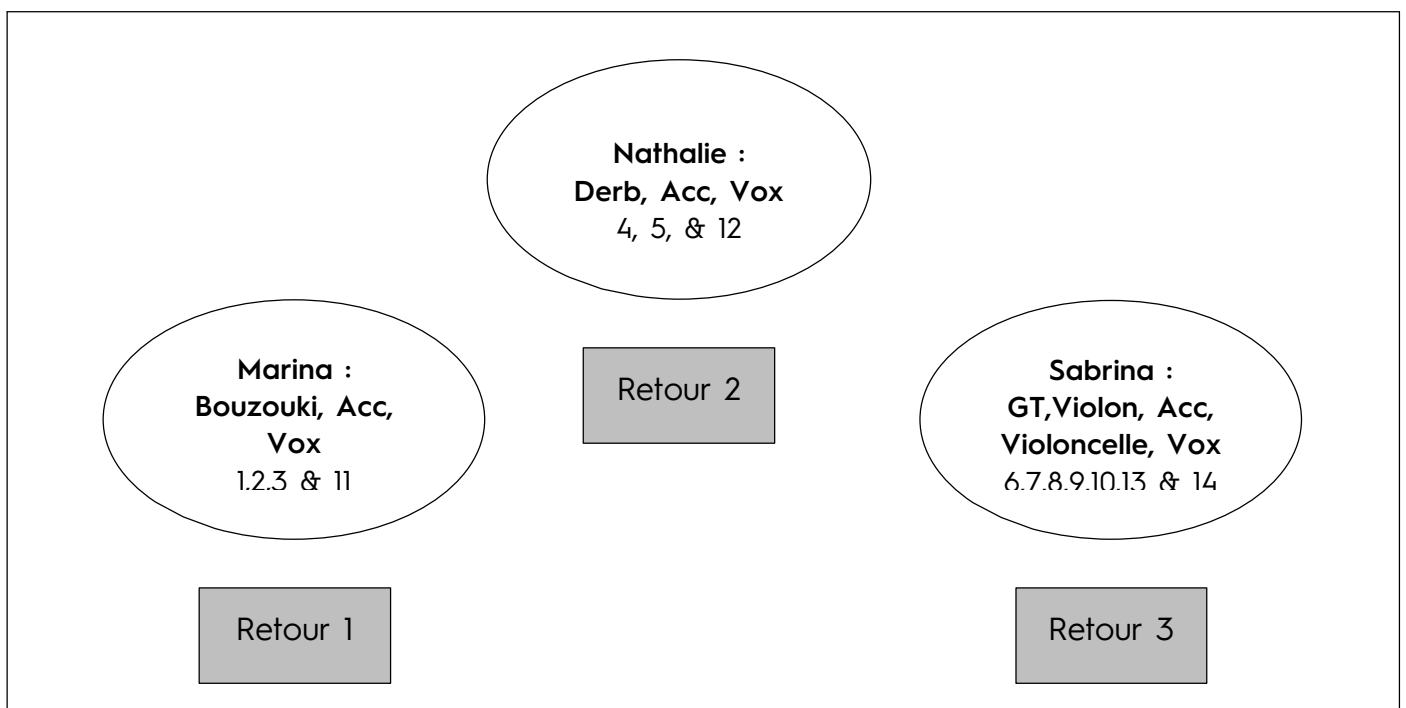 Nathalie :
Derb, Acc, Vox
4, 5, & 12
Marina :
Bouzouki, Acc,
Vox
1,2,3 & 11
Retour 2
Sabrina :
GT,Violon, Acc,
Violoncelle, Vox
6,7,8,9,10,13 & 14
Retour 1
Retour 3